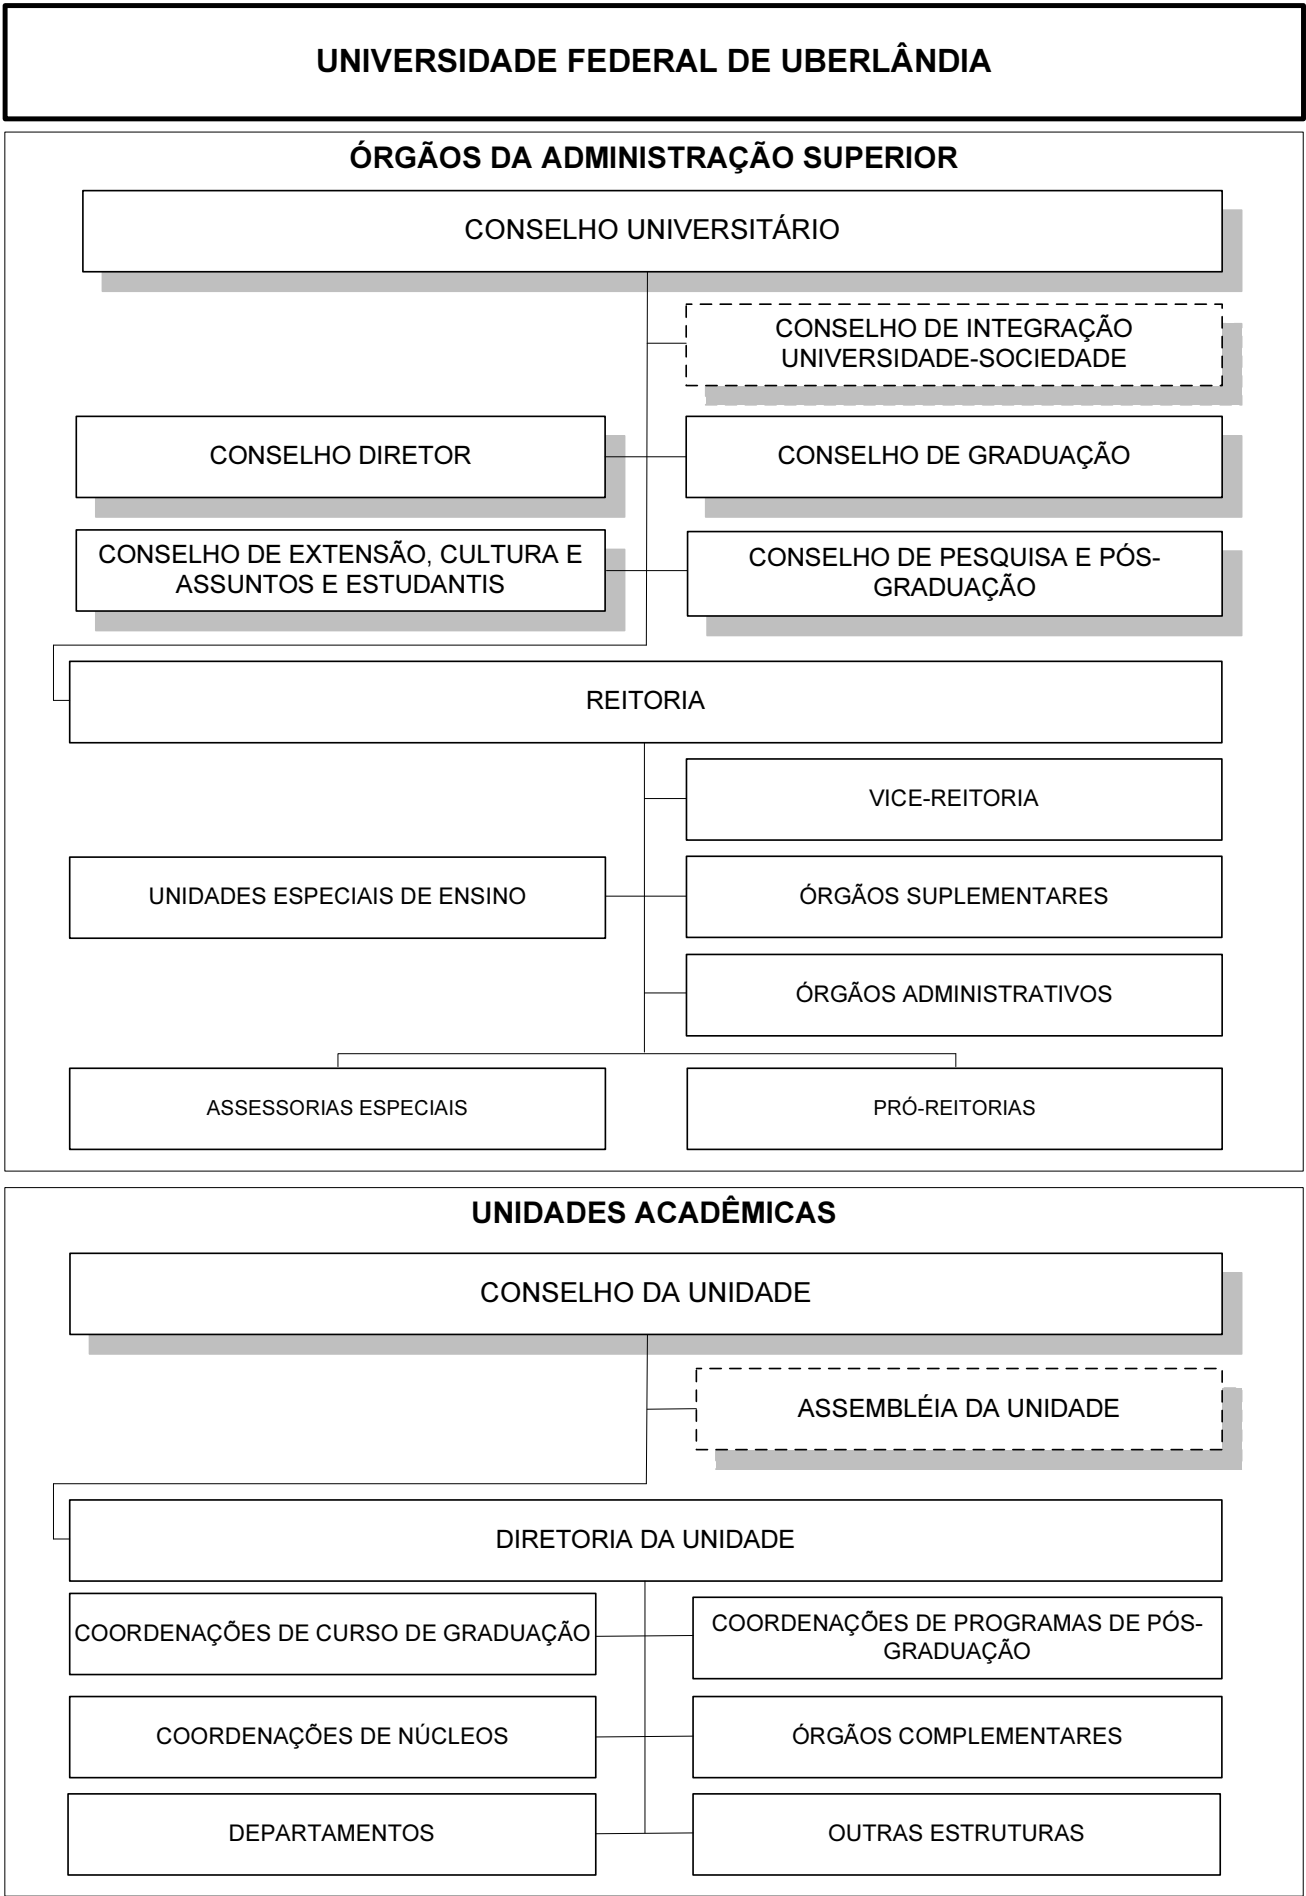 UNIVERSIDADE FEDERAL DE UBERLÂNDIA
ÓRGÃOS DA ADMINISTRAÇÃO SUPERIOR
CONSELHO UNIVERSITÁRIO
CONSELHO DE INTEGRAÇÃO
UNIVERSIDADE-SOCIEDADE
CONSELHO DIRETOR
CONSELHO DE GRADUAÇÃO
CONSELHO DE EXTENSÃO, CULTURA E
ASSUNTOS E ESTUDANTIS
CONSELHO DE PESQUISA E PÓS-
GRADUAÇÃO
REITORIA
VICE-REITORIA
UNIDADES ESPECIAIS DE ENSINO
ÓRGÃOS SUPLEMENTARES
ÓRGÃOS ADMINISTRATIVOS
ASSESSORIAS ESPECIAIS
PRÓ-REITORIAS
UNIDADES ACADÊMICAS
CONSELHO DA UNIDADE
ASSEMBLÉIA DA UNIDADE
DIRETORIA DA UNIDADE
COORDENAÇÕES DE CURSO DE GRADUAÇÃO
COORDENAÇÕES DE PROGRAMAS DE PÓS-
GRADUAÇÃO
COORDENAÇÕES DE NÚCLEOS
ÓRGÃOS COMPLEMENTARES
DEPARTAMENTOS
OUTRAS ESTRUTURAS